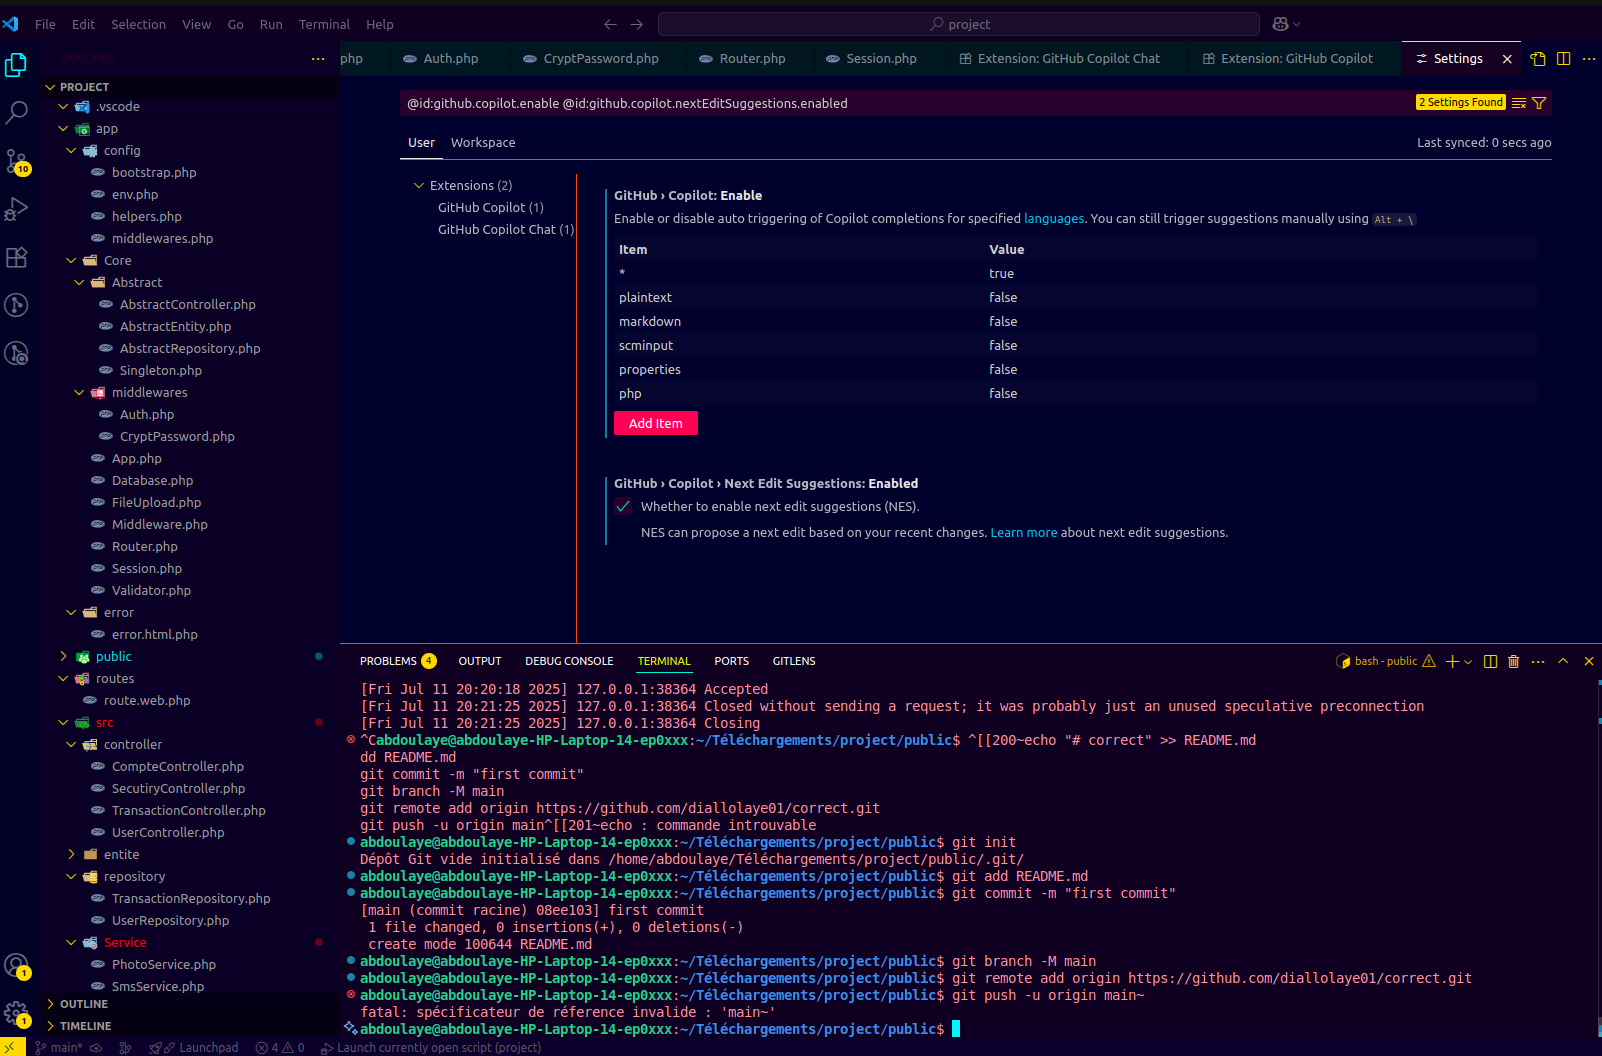 File Edit Selection View Go Run Terminal Help
project
EXPLORER
php Auth.php CryptPassword.php Router.php Session.php Extension: GitHub Copilot Chat Extension: GitHub Copilot Settings
PROJECT
.vscode
app
config
bootstrap.php
env.php
helpers.php
middlewares.php
Core
Abstract
AbstractController.php
AbstractEntity.php
AbstractRepository.php
Singleton.php
middlewares
Auth.php
CryptPassword.php
App.php
Database.php
FileUpload.php
Middleware.php
Router.php
Session.php
Validator.php
error
error.html.php
public
routes
route.web.php
src
controller
CompteController.php
SecutiryController.php
TransactionController.php
UserController.php
entite
repository
TransactionRepository.php
UserRepository.php
Service
PhotoService.php
SmsService.php
OUTLINE
TIMELINE
10
1
1
@id:github.copilot.enable @id:github.copilot.nextEditSuggestions.enabled
2 Settings Found
User Workspace
Last synced: 0 secs ago
Extensions (2)
GitHub Copilot (1)
GitHub Copilot Chat (1)
GitHub › Copilot: Enable
Enable or disable auto triggering of Copilot completions for specified languages. You can still trigger suggestions manually using Alt + \
Item Value
* true
plaintext false
markdown false
scminput false
properties false
php false
Add Item
GitHub › Copilot › Next Edit Suggestions: Enabled
Whether to enable next edit suggestions (NES).
NES can propose a next edit based on your recent changes. Learn more about next edit suggestions.
PROBLEMS 4 OUTPUT DEBUG CONSOLE TERMINAL PORTS GITLENS
bash - public
[Fri Jul 11 20:20:18 2025] 127.0.0.1:38364 Accepted
[Fri Jul 11 20:21:25 2025] 127.0.0.1:38364 Closed without sending a request; it was probably just an unused speculative preconnection
[Fri Jul 11 20:21:25 2025] 127.0.0.1:38364 Closing
^Cabdoulaye@abdoulaye-HP-Laptop-14-ep0xxx:~/Téléchargements/project/public$ ^[[200~echo "# correct" >> README.md
dd README.md
git commit -m "first commit"
git branch -M main
git remote add origin https://github.com/diallolaye01/correct.git
git push -u origin main^[[201~echo : commande introuvable
abdoulaye@abdoulaye-HP-Laptop-14-ep0xxx:~/Téléchargements/project/public$ git init
Dépôt Git vide initialisé dans /home/abdoulaye/Téléchargements/project/public/.git/
abdoulaye@abdoulaye-HP-Laptop-14-ep0xxx:~/Téléchargements/project/public$ git add README.md
abdoulaye@abdoulaye-HP-Laptop-14-ep0xxx:~/Téléchargements/project/public$ git commit -m "first commit"
[main (commit racine) 08ee103] first commit
1 file changed, 0 insertions(+), 0 deletions(-)
create mode 100644 README.md
abdoulaye@abdoulaye-HP-Laptop-14-ep0xxx:~/Téléchargements/project/public$ git branch -M main
abdoulaye@abdoulaye-HP-Laptop-14-ep0xxx:~/Téléchargements/project/public$ git remote add origin https://github.com/diallolaye01/correct.git
abdoulaye@abdoulaye-HP-Laptop-14-ep0xxx:~/Téléchargements/project/public$ git push -u origin main~
fatal: spécificateur de réference invalide : 'main~'
abdoulaye@abdoulaye-HP-Laptop-14-ep0xxx:~/Téléchargements/project/public$
main* Launchpad 4 0 Launch currently open script (project)